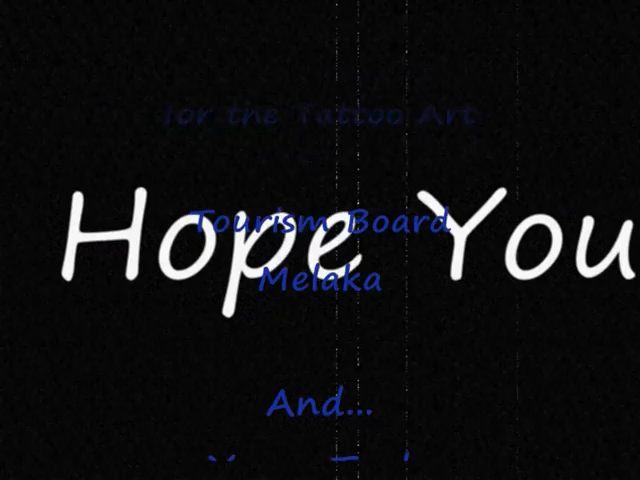 for the Tattoo Art
Hope You
Tourism Board
Melaka
And...